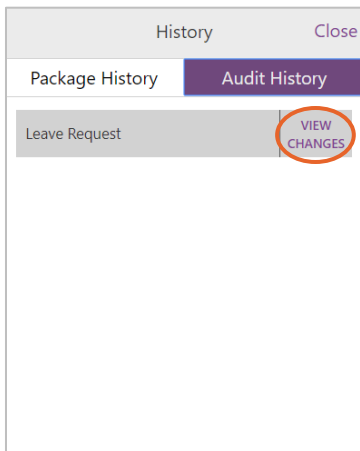 History
Close
Package History
Audit History
Leave Request
VIEW
CHANGES